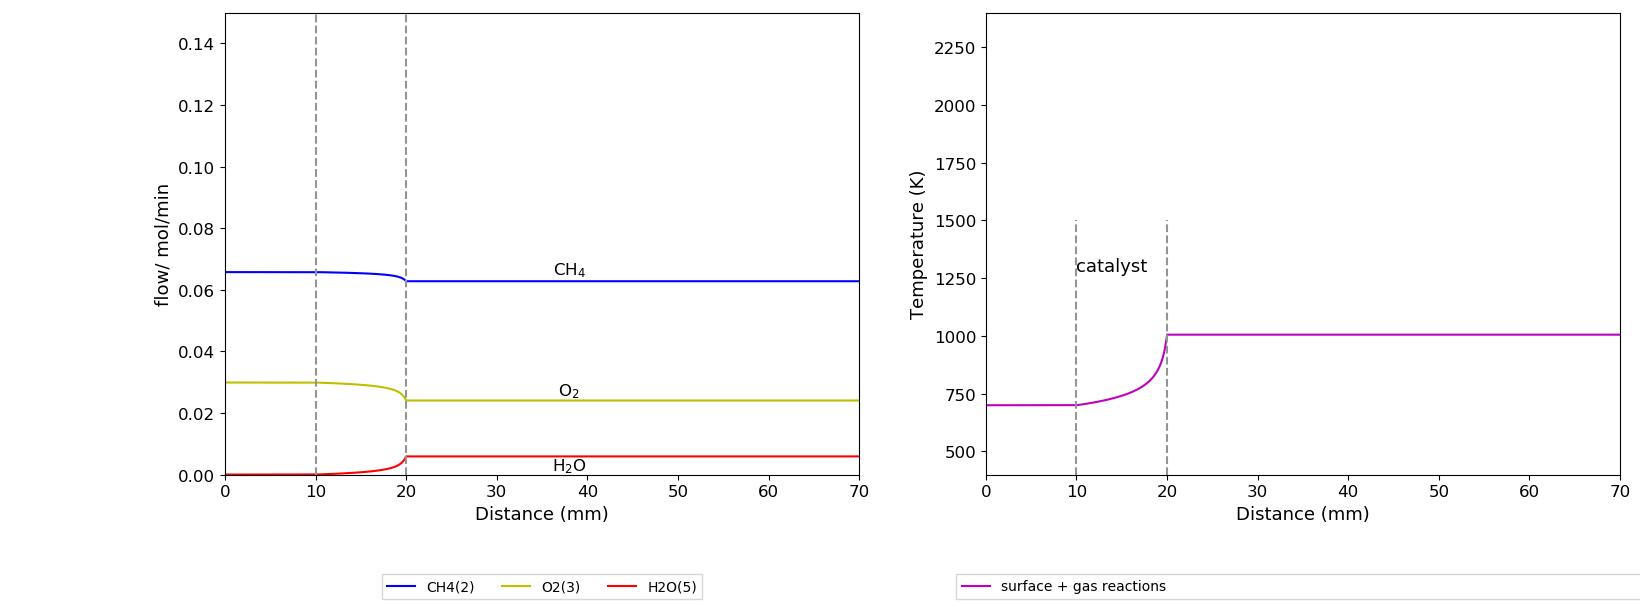 0.14
0.12
0.10
0.08
0.06
0.04
0.02
0.00
flow/ mol/min
CH₄
O₂
H₂O
0 10 20 30 40 50 60 70
Distance (mm)
CH4(2) O2(3) H2O(5)
2250
2000
1750
1500
1250
1000
750
500
Temperature (K)
catalyst
0 10 20 30 40 50 60 70
Distance (mm)
surface + gas reactions